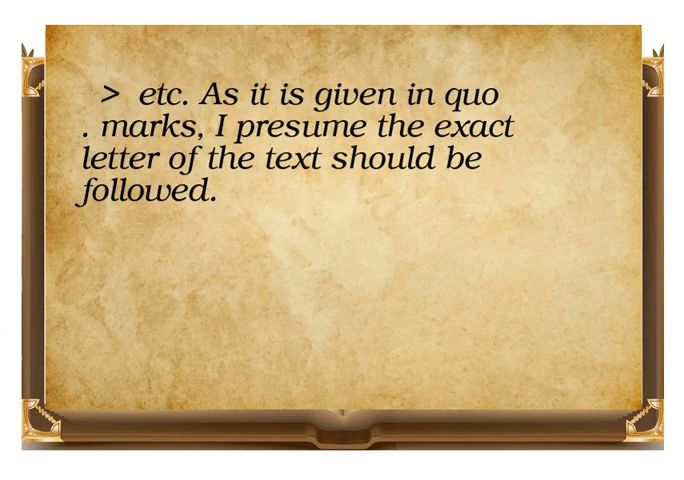 > etc. As it is given in quo
. marks, I presume the exact
letter of the text should be
followed.